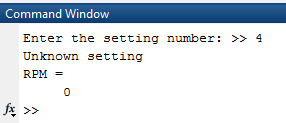 Command Window
Enter the setting number: >> 4
Unknown setting
RPM =
0
fx >>